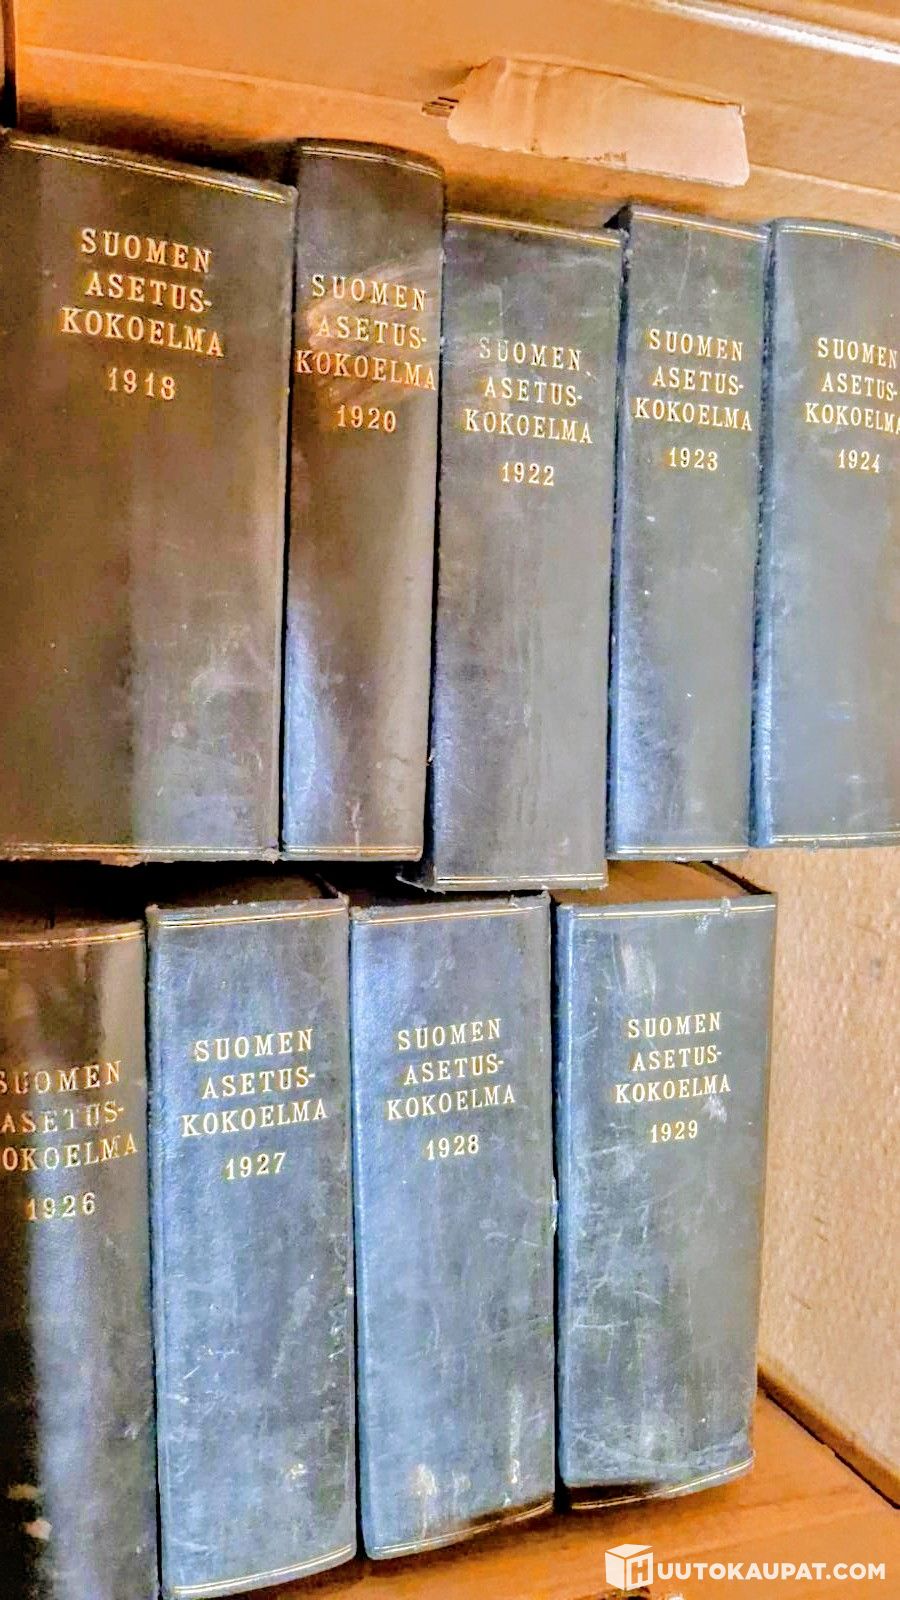 SUOMEN
ASETUS-
KOKOELMA
1918
SUOMEN
ASETUS-
KOKOELMA
1920
SUOMEN
ASETUS-
KOKOELMA
1922
SUOMEN
ASETUS-
KOKOELMA
1923
SUOMEN
ASETUS-
KOKOELMA
1924
SUOMEN
ASETUS-
OKOELMA
1926
SUOMEN
ASETUS-
KOKOELMA
1927
SUOMEN
ASETUS-
KOKOELMA
1928
SUOMEN
ASETUS-
KOKOELMA
1929
HUUTOKAUPAT.COM